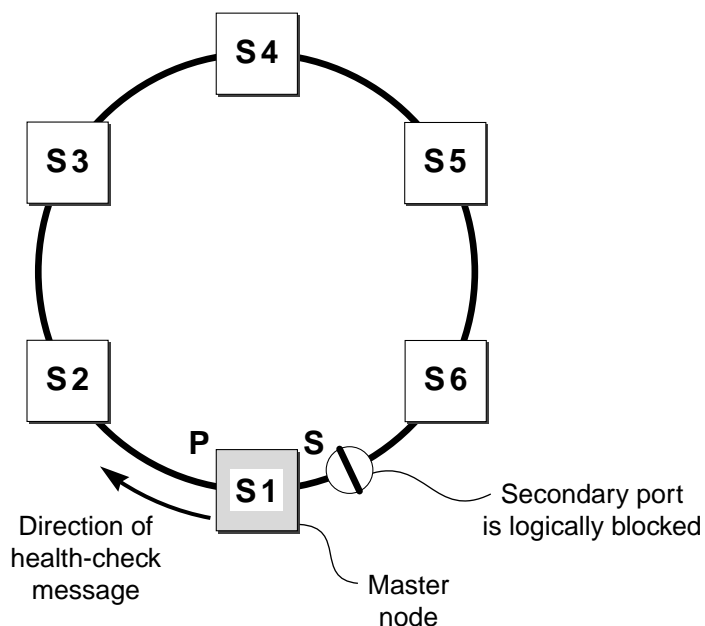 S4
S3
S5
S2
S6
P
S
S1
Secondary port
is logically blocked
Direction of
health-check
message
Master
node